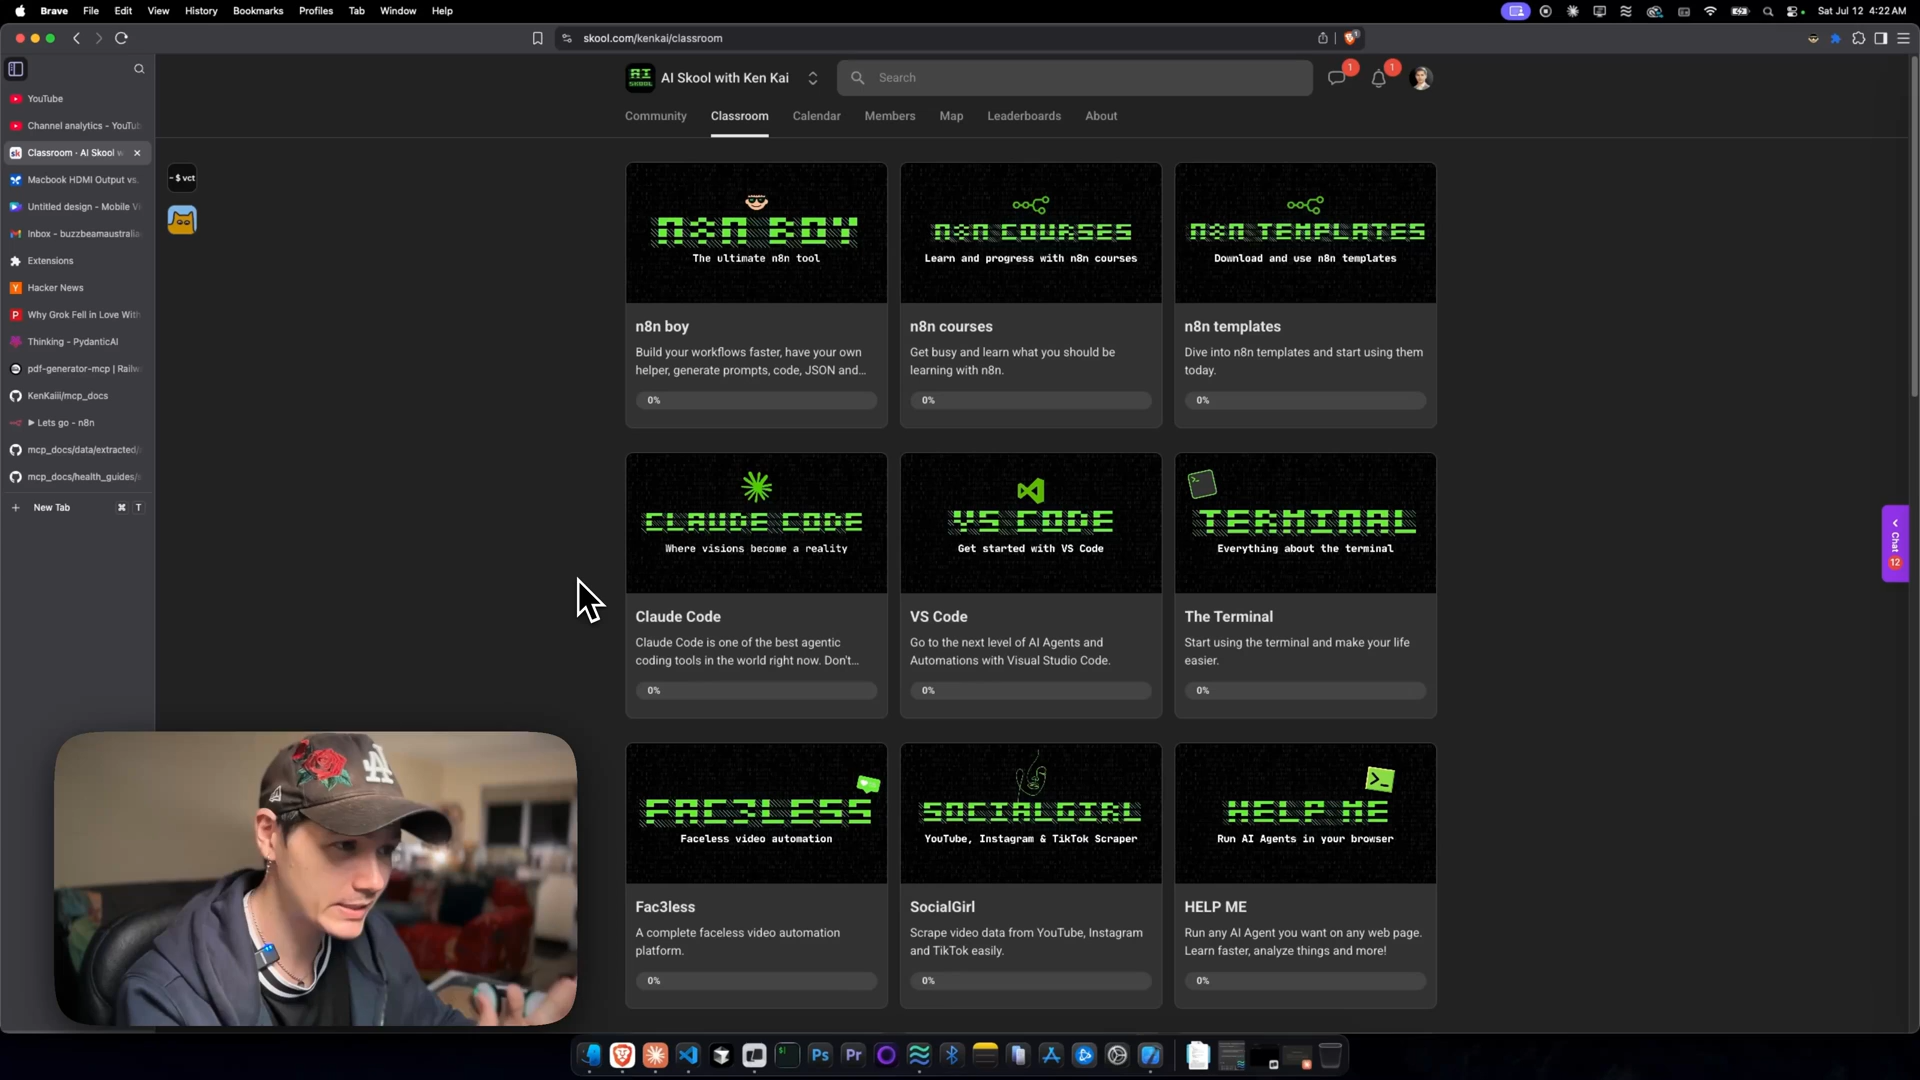 Brave File Edit View History Bookmarks Profiles Tab Window Help
Sat Jul 12 4:22 AM
skool.com/kenkai/classroom
1
YouTube
Channel analytics - YouTub
Classroom - AI Skool w
Macbook HDMI Output vs.
Untitled design - Mobile Vi
Inbox - buzzbeamaustralia
Extensions
Hacker News
Why Grok Fell in Love With
Thinking - PydanticAI
pdf-generator-mcp | Railw
KenKaiii/mcp_docs
Lets go - n8n
mcp_docs/data/extracted/
mcp_docs/health_guides/
New Tab ⌘ T
~ $ vct
AI SKOOL
AI Skool with Ken Kai
Search
1
1
Community Classroom Calendar Members Map Leaderboards About
N8N BOY
The ultimate n8n tool
n8n boy
Build your workflows faster, have your own
helper, generate prompts, code, JSON and...
0%
N8N COURSES
Learn and progress with n8n courses
n8n courses
Get busy and learn what you should be
learning with n8n.
0%
N8N TEMPLATES
Download and use n8n templates
n8n templates
Dive into n8n templates and start using them
today.
0%
CLAUDE CODE
Where visions become a reality
Claude Code
Claude Code is one of the best agentic
coding tools in the world right now. Don't...
0%
VS CODE
Get started with VS Code
VS Code
Go to the next level of AI Agents and
Automations with Visual Studio Code.
0%
TERMINAL
Everything about the terminal
The Terminal
Start using the terminal and make your life
easier.
0%
FAC3LESS
Faceless video automation
Fac3less
A complete faceless video automation
platform.
0%
SOCIALGIRL
YouTube, Instagram & TikTok Scraper
SocialGirl
Scrape video data from YouTube, Instagram
and TikTok easily.
0%
HELP ME
Run AI Agents in your browser
HELP ME
Run any AI Agent you want on any web page.
Learn faster, analyze things and more!
0%
Chat
12
LA
Ps
Pr